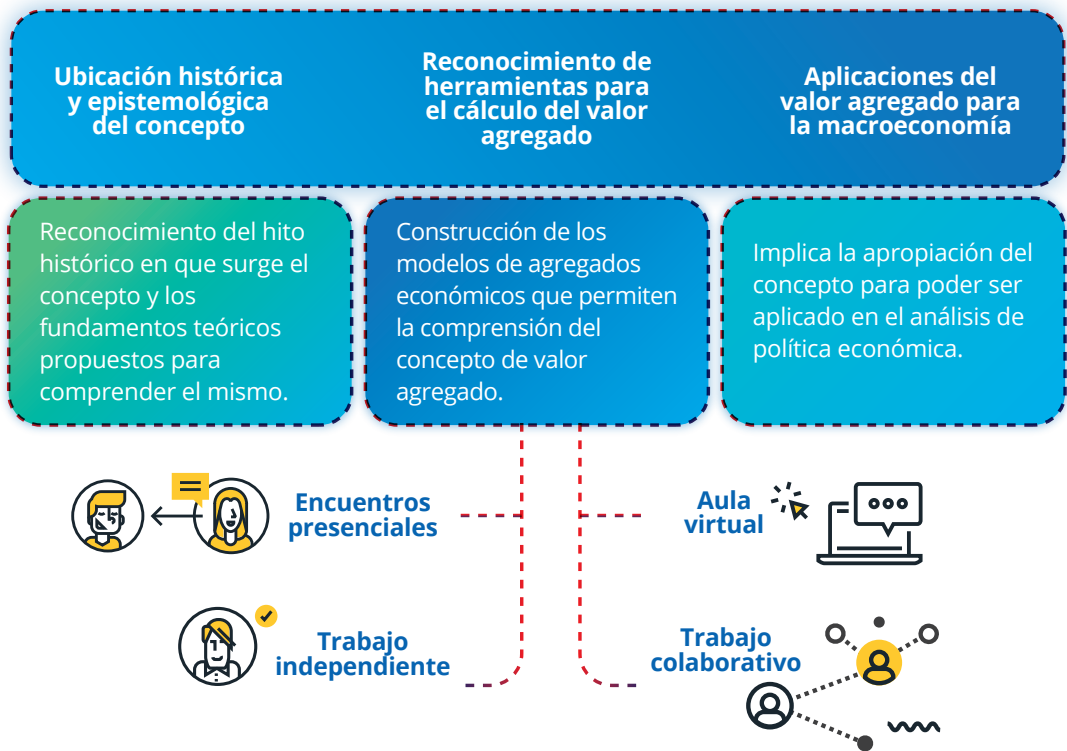 Ubicación histórica
y epistemológica
del concepto
Reconocimiento de
herramientas para
el cálculo del valor
agregado
Aplicaciones del
valor agregado para
la macroeconomía
Reconocimiento del hito
histórico en que surge el
concepto y los
fundamentos teóricos
propuestos para
comprender el mismo.
Construcción de los
modelos de agregados
económicos que permiten
la comprensión del
concepto de valor
agregado.
Implica la apropiación del
concepto para poder ser
aplicado en el análisis de
política económica.
Encuentros
presenciales
Aula
virtual
Trabajo
independiente
Trabajo
colaborativo